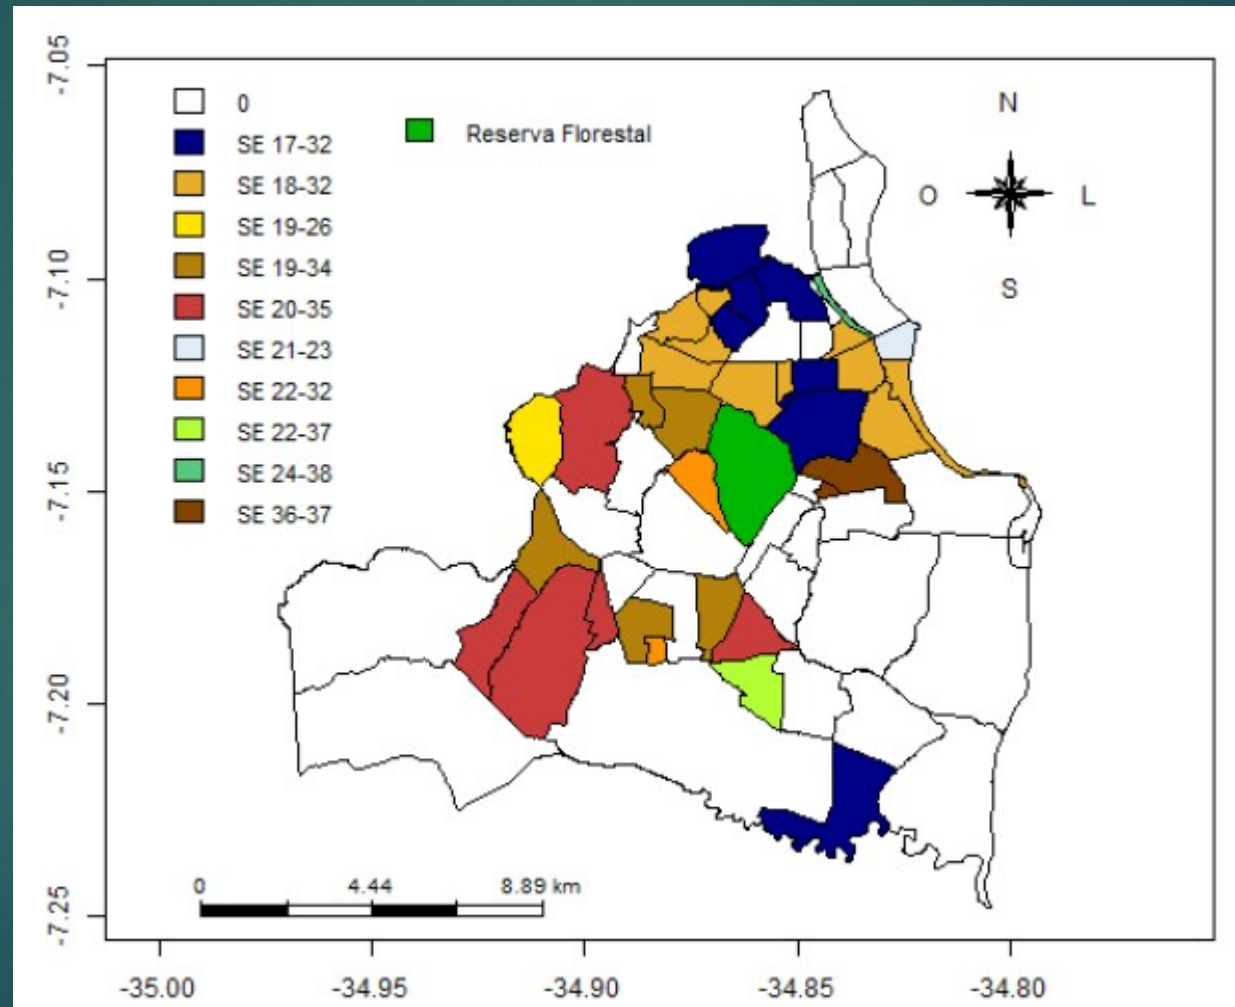 0
SE 17-32
SE 18-32
SE 19-26
SE 19-34
SE 20-35
SE 21-23
SE 22-32
SE 22-37
SE 24-38
SE 36-37
Reserva Florestal
N
O L
S
-7.05
-7.10
-7.15
-7.20
-7.25
0 4.44 8.89 km
-35.00 -34.95 -34.90 -34.85 -34.80